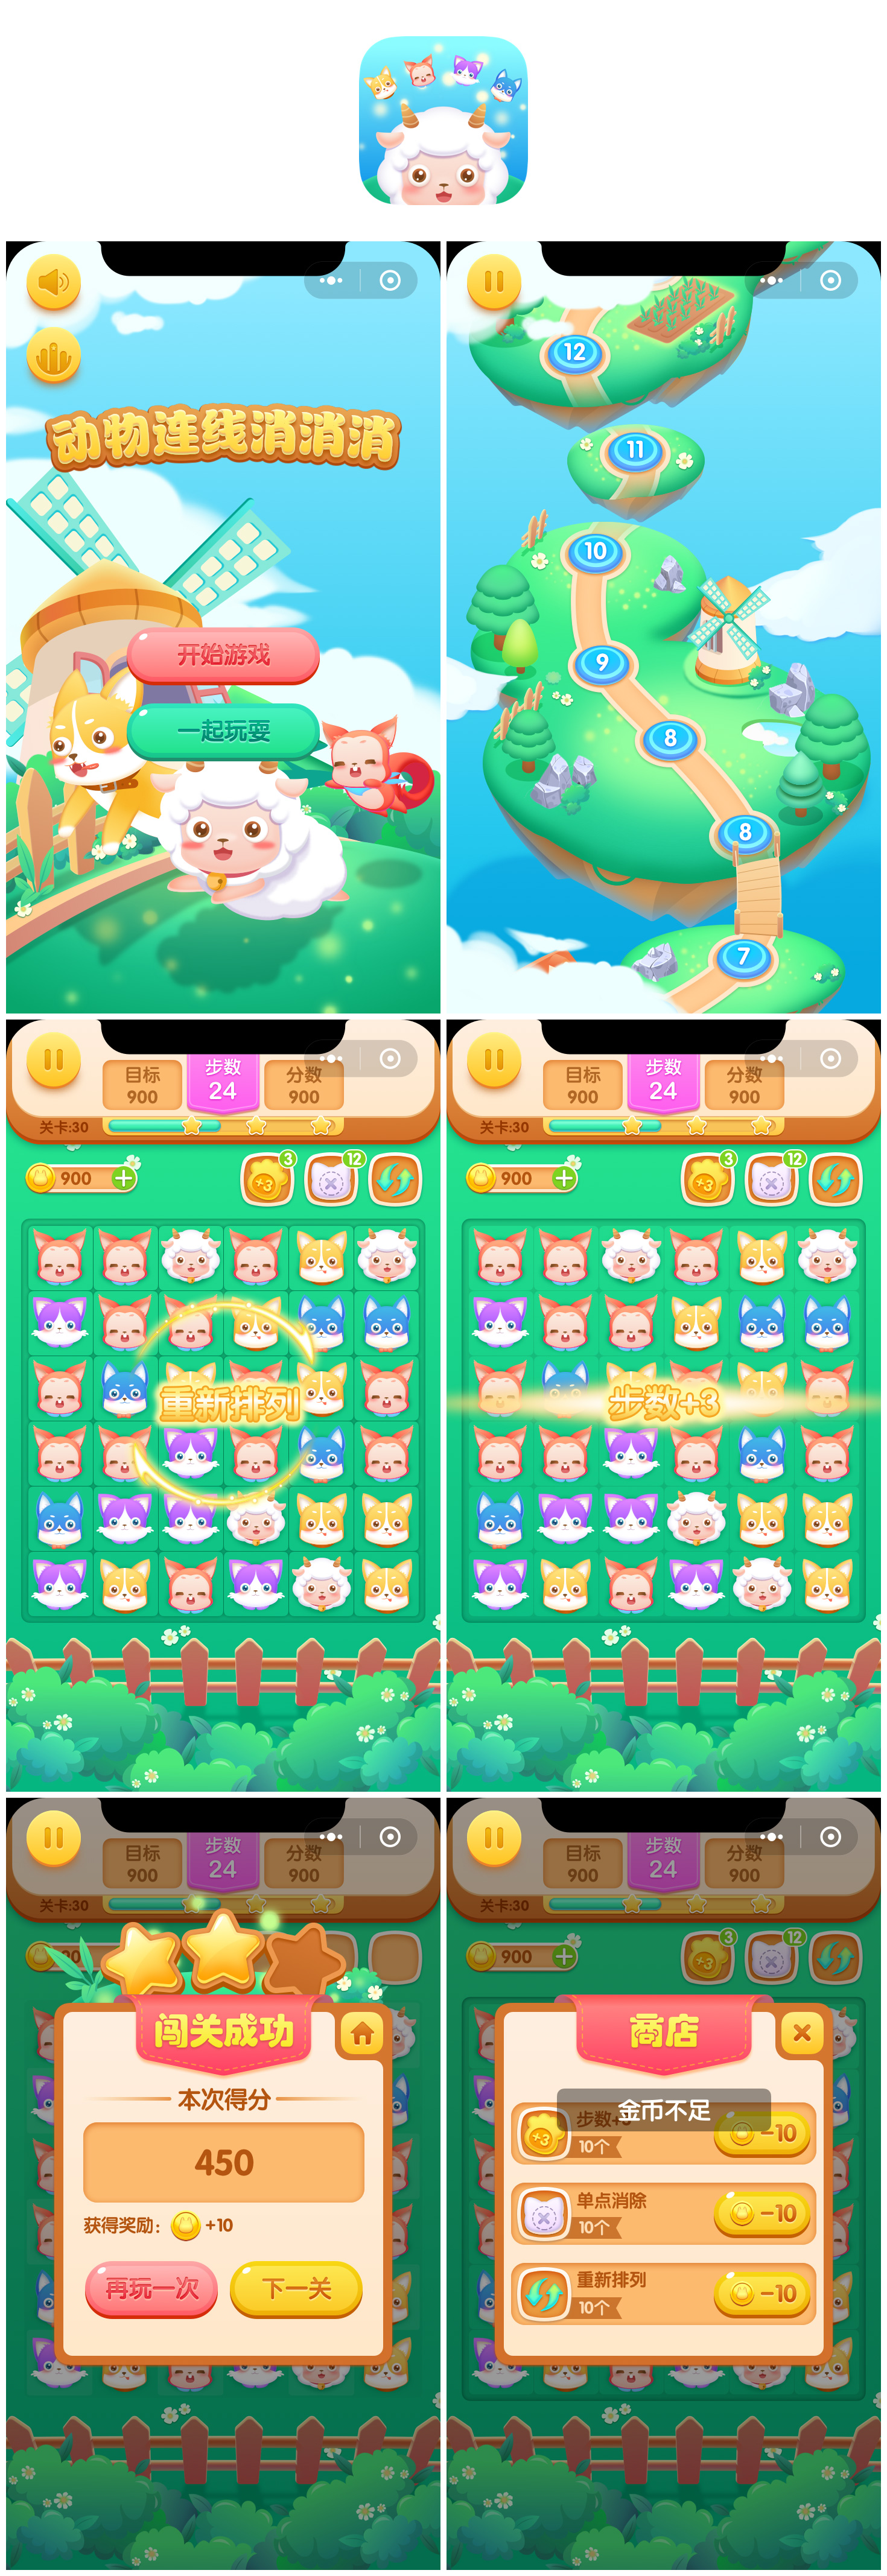 动物连线消消消
开始游戏
一起玩耍
12
11
10
9
8
8
7
目标
900
步数
24
分数
900
关卡:30
900
3
12
+3
重新排列
目标
900
步数
24
分数
900
关卡:30
900
3
12
+3
步数+3
目标
900
步数
24
分数
900
关卡:30
闯关成功
本次得分
450
获得奖励:
+10
再玩一次
下一关
目标
900
步数
24
分数
900
关卡:30
900
3
12
+3
商店
金币不足
步数+3
+3
10个
-10
单点消除
10个
-10
重新排列
10个
-10